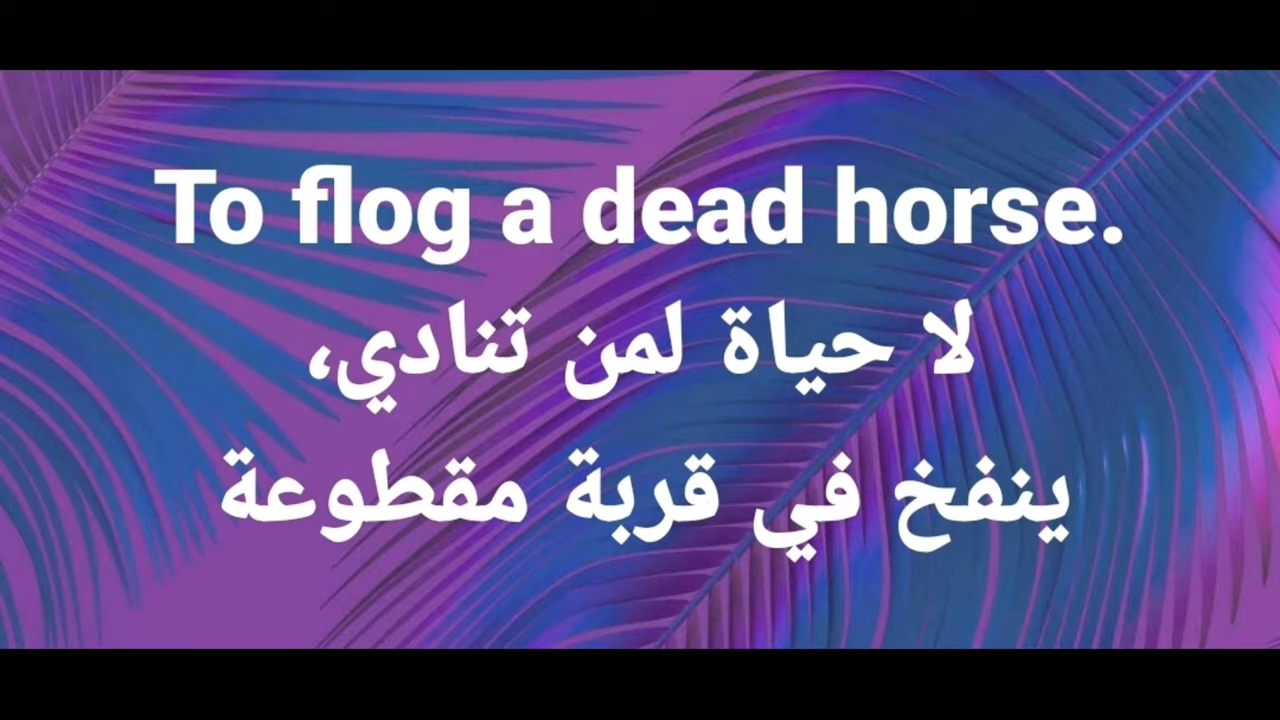 To flog a dead horse.
لا حياة لمن تنادي،
ينفخ في قربة مقطوعة